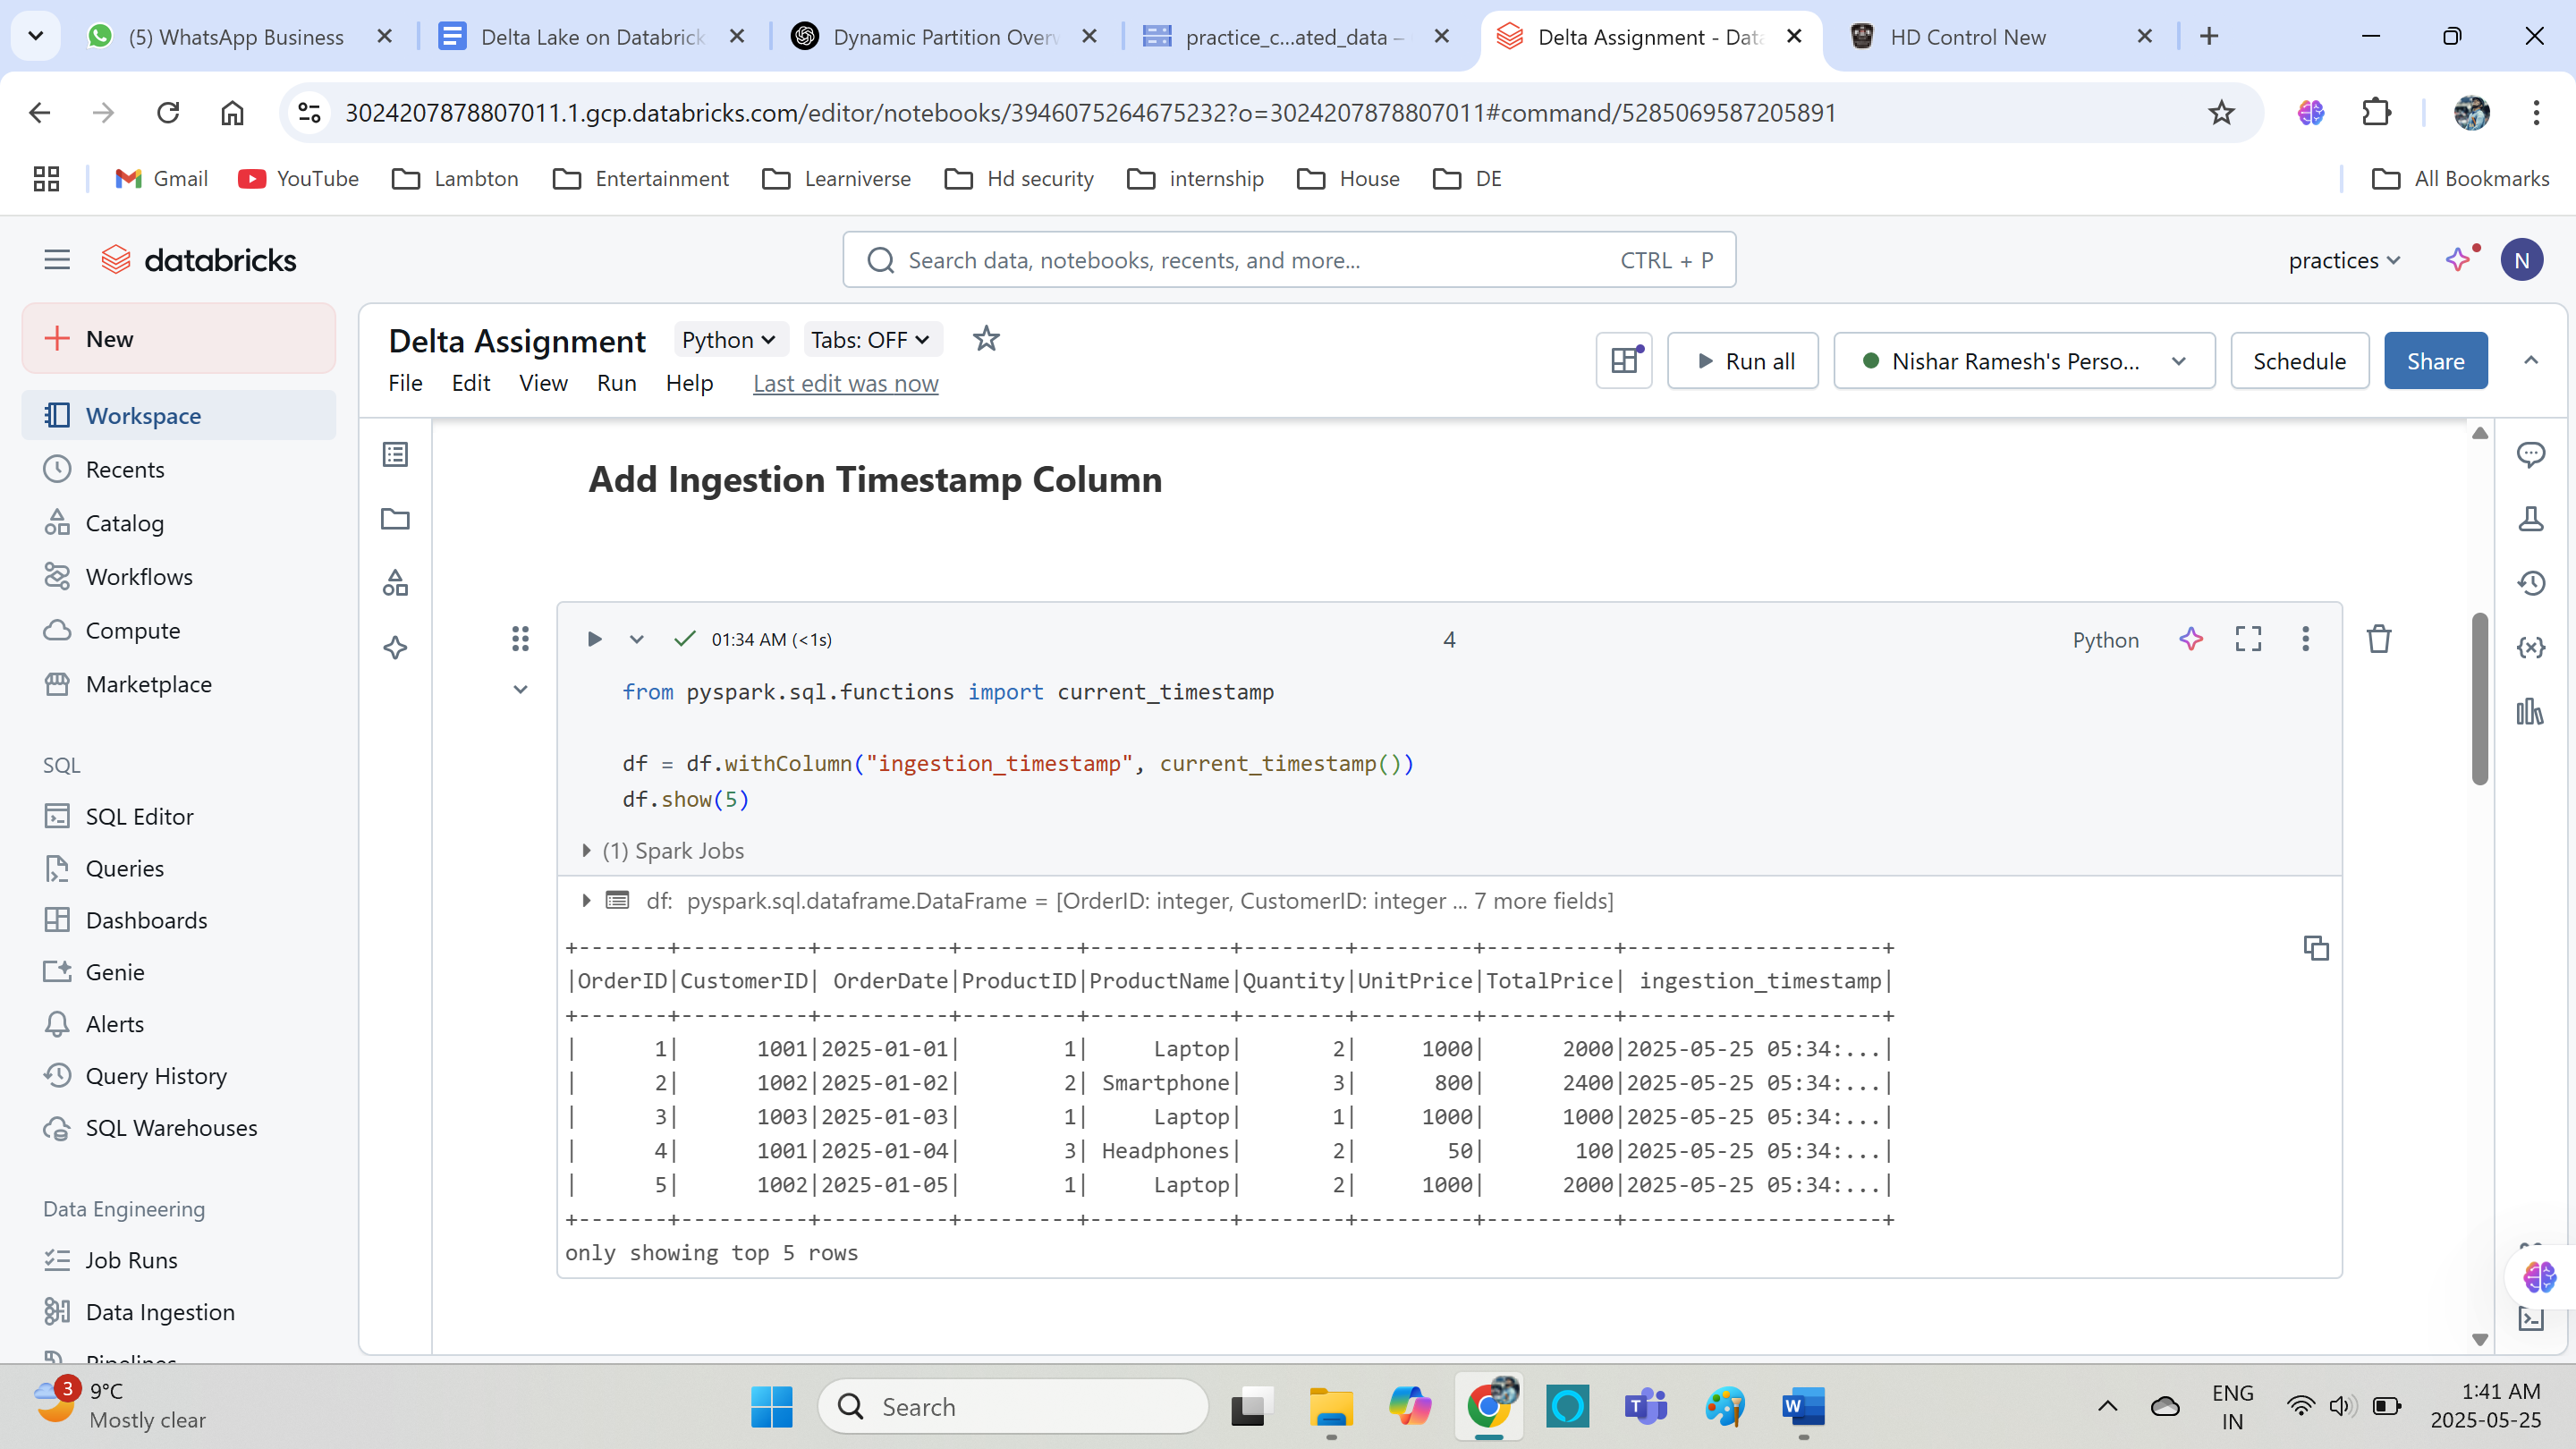 (5) WhatsApp Business
Delta Lake on Databrick
Dynamic Partition Overv
practice_c...ated_data –
Delta Assignment - Data
HD Control New
3024207878807011.1.gcp.databricks.com/editor/notebooks/3946075264675232?o=3024207878807011#command/5285069587205891
Gmail
YouTube
Lambton
Entertainment
Learniverse
Hd security
internship
House
DE
All Bookmarks
databricks
Search data, notebooks, recents, and more...
CTRL + P
practices
N
New
Workspace
Recents
Catalog
Workflows
Compute
Marketplace
SQL
SQL Editor
Queries
Dashboards
Genie
Alerts
Query History
SQL Warehouses
Data Engineering
Job Runs
Data Ingestion
Pipelines
Delta Assignment
Python
Tabs: OFF
File Edit View Run Help Last edit was now
Run all
Nishar Ramesh's Perso...
Schedule
Share
Add Ingestion Timestamp Column
01:34 AM (<1s)
4
Python
from pyspark.sql.functions import current_timestamp
df = df.withColumn("ingestion_timestamp", current_timestamp())
df.show(5)
(1) Spark Jobs
df: pyspark.sql.dataframe.DataFrame = [OrderID: integer, CustomerID: integer ... 7 more fields]
+-------+----------+----------+---------+-----------+--------+---------+----------+--------------------+
|OrderID|CustomerID| OrderDate|ProductID|ProductName|Quantity|UnitPrice|TotalPrice| ingestion_timestamp|
+-------+----------+----------+---------+-----------+--------+---------+----------+--------------------+
|      1|      1001|2025-01-01|        1|     Laptop|       2|     1000|      2000|2025-05-25 05:34:...|
|      2|      1002|2025-01-02|        2| Smartphone|       3|      800|      2400|2025-05-25 05:34:...|
|      3|      1003|2025-01-03|        1|     Laptop|       1|     1000|      1000|2025-05-25 05:34:...|
|      4|      1001|2025-01-04|        3| Headphones|       2|       50|       100|2025-05-25 05:34:...|
|      5|      1002|2025-01-05|        1|     Laptop|       2|     1000|      2000|2025-05-25 05:34:...|
+-------+----------+----------+---------+-----------+--------+---------+----------+--------------------+
only showing top 5 rows
3
9°C
Mostly clear
Search
ENG
IN
1:41 AM
2025-05-25